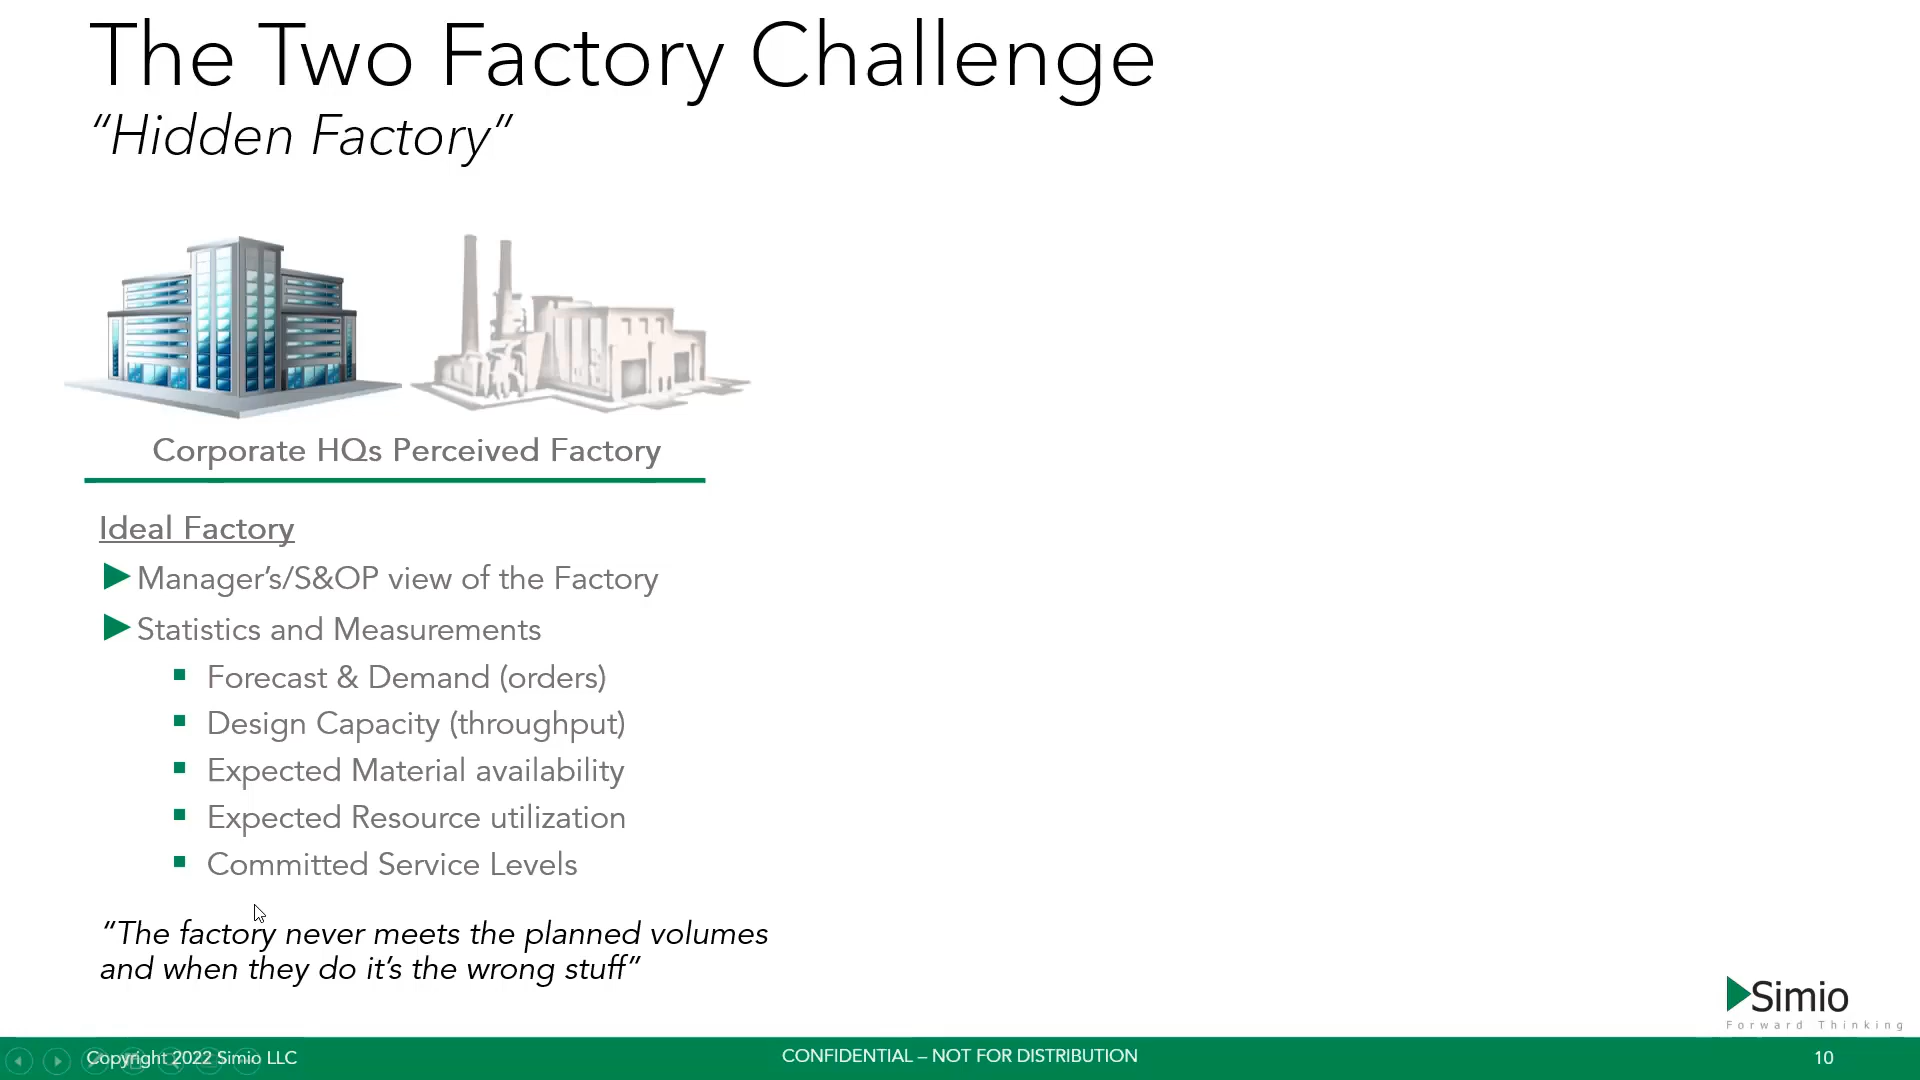 The Two Factory Challenge
“Hidden Factory”
Corporate HQs Perceived Factory
Ideal Factory
Manager’s/S&OP view of the Factory
Statistics and Measurements
Forecast & Demand (orders)
Design Capacity (throughput)
Expected Material availability
Expected Resource utilization
Committed Service Levels
“The factory never meets the planned volumes
and when they do it’s the wrong stuff”
Simio
Forward Thinking
Copyright 2022 Simio LLC
CONFIDENTIAL – NOT FOR DISTRIBUTION
10